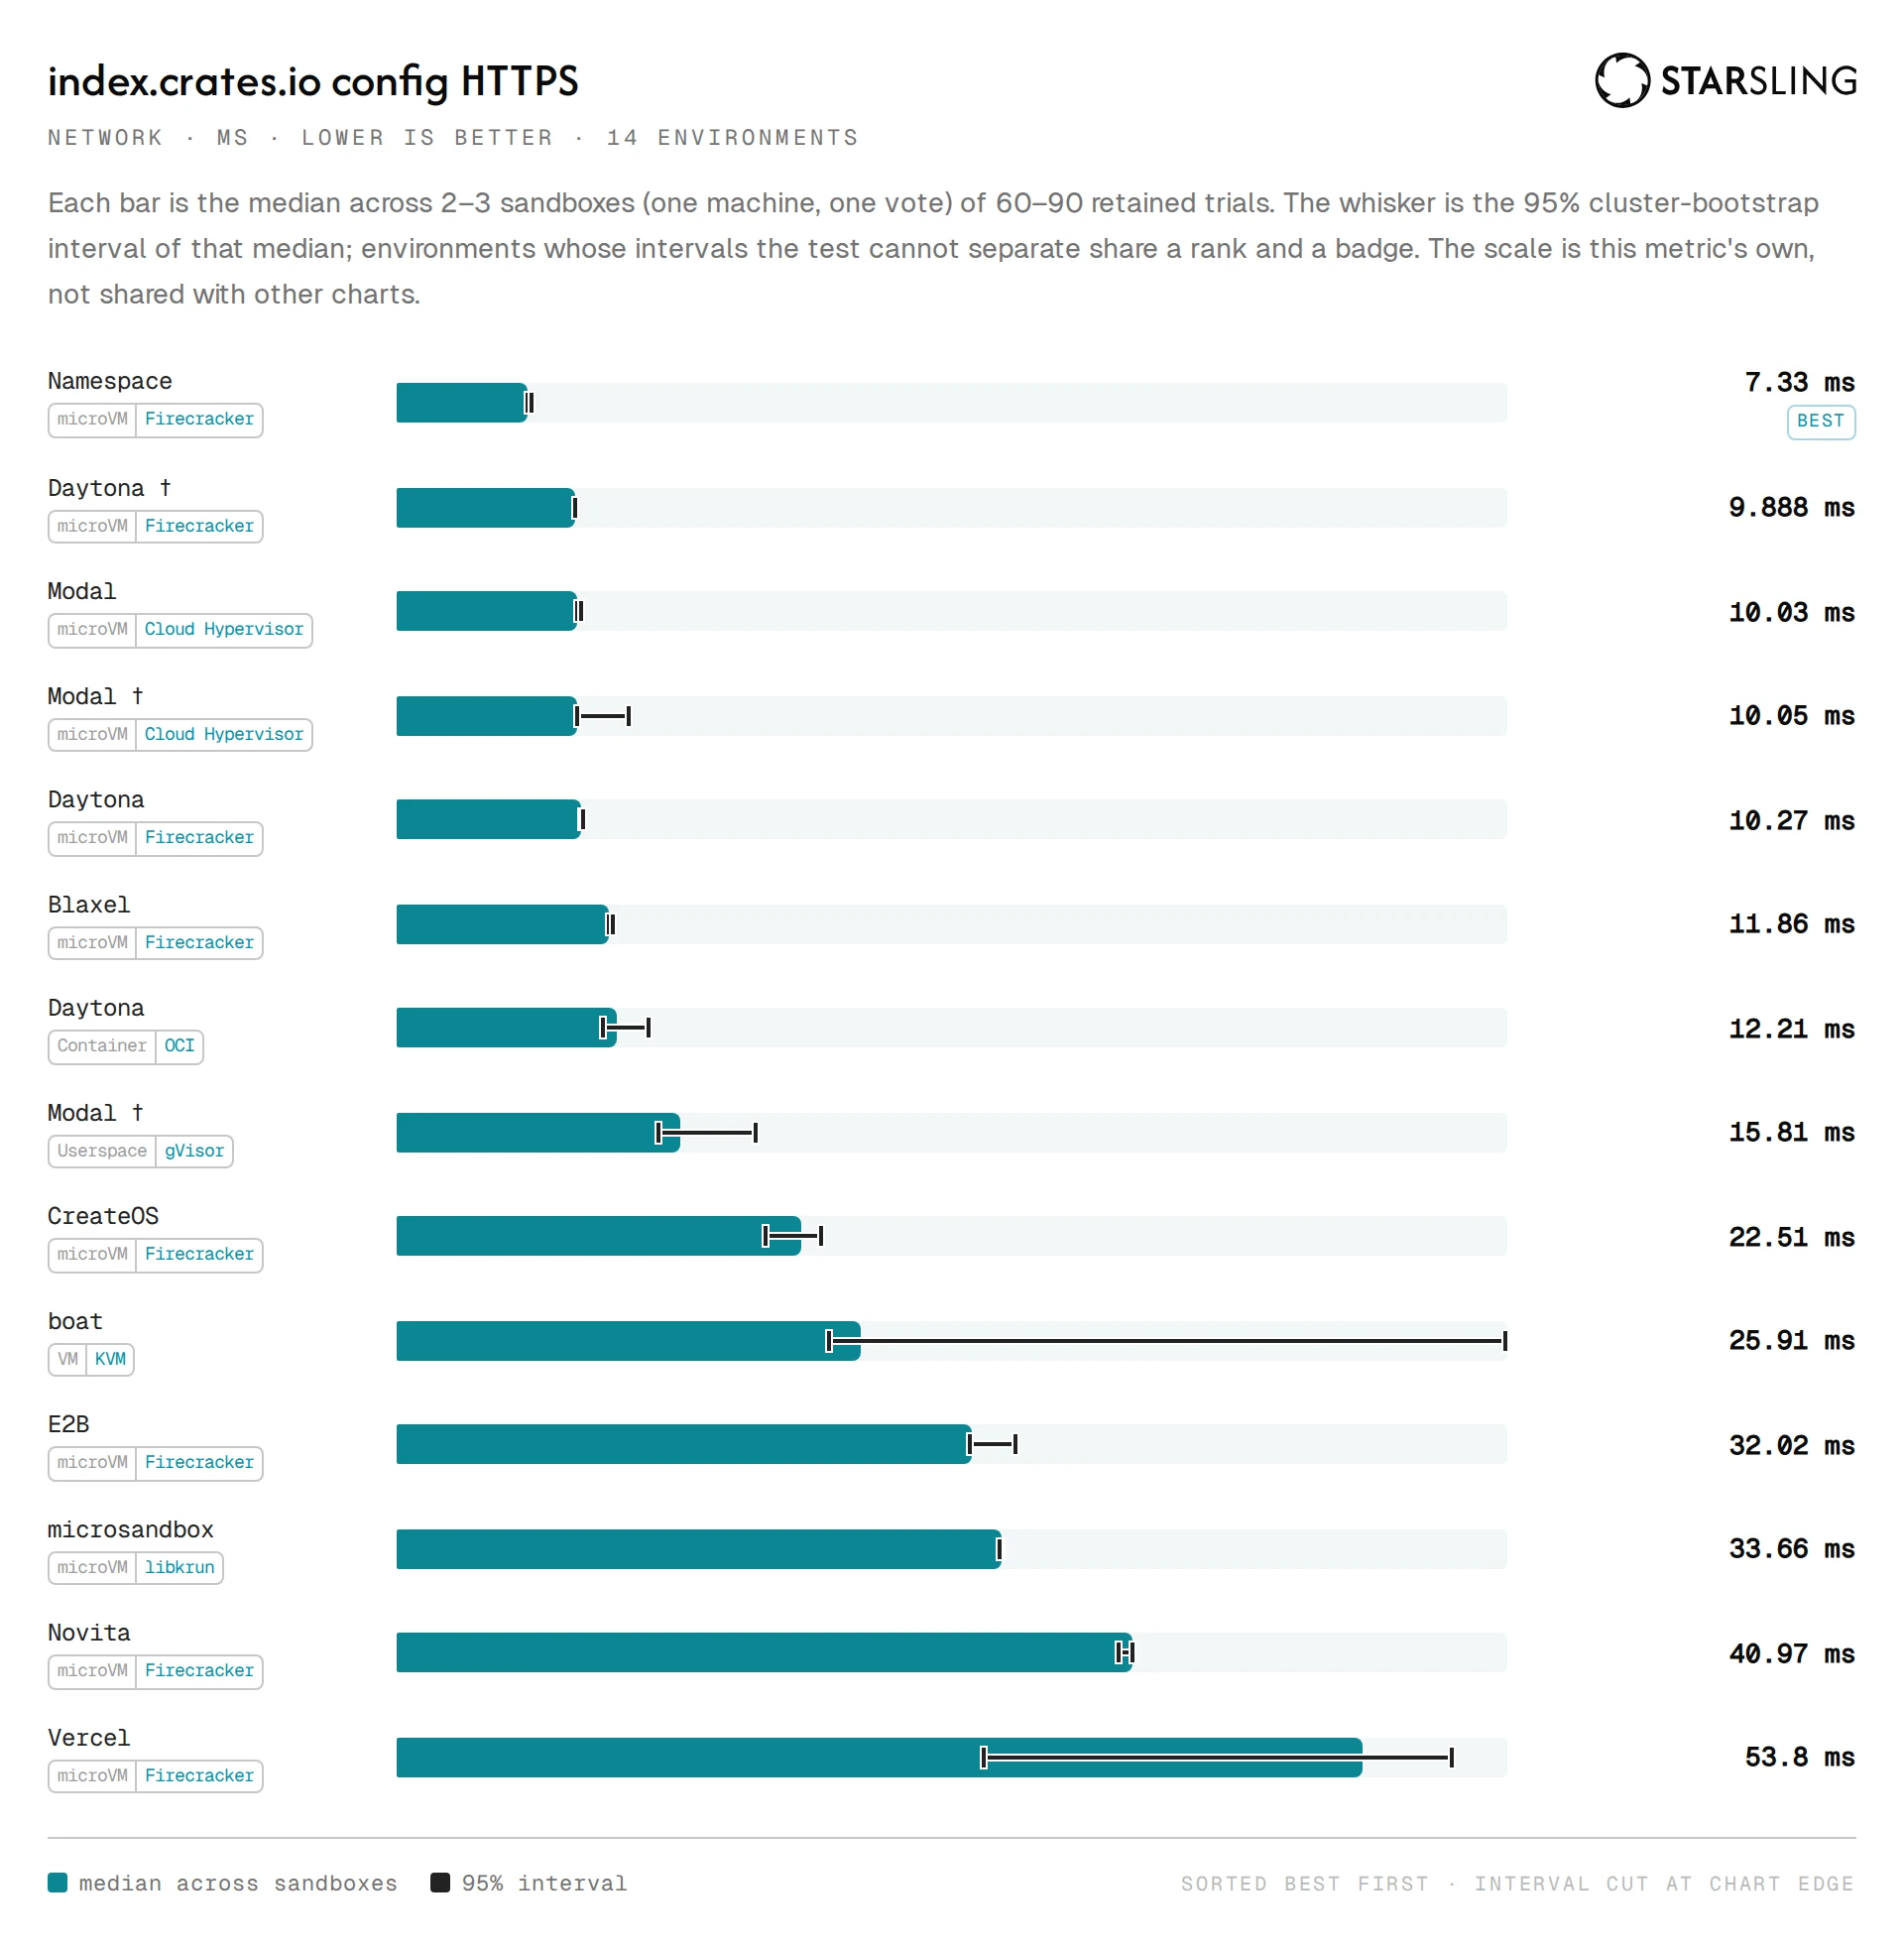 index.crates.io config HTTPS
STARSLING
NETWORK · MS · LOWER IS BETTER · 14 ENVIRONMENTS
Each bar is the median across 2–3 sandboxes (one machine, one vote) of 60–90 retained trials. The whisker is the 95% cluster-bootstrap
interval of that median; environments whose intervals the test cannot separate share a rank and a badge. The scale is this metric's own,
not shared with other charts.
Namespace
microVM Firecracker
7.33 ms
BEST
Daytona †
microVM Firecracker
9.888 ms
Modal
microVM Cloud Hypervisor
10.03 ms
Modal †
microVM Cloud Hypervisor
10.05 ms
Daytona
microVM Firecracker
10.27 ms
Blaxel
microVM Firecracker
11.86 ms
Daytona
Container OCI
12.21 ms
Modal †
Userspace gVisor
15.81 ms
CreateOS
microVM Firecracker
22.51 ms
boat
VM KVM
25.91 ms
E2B
microVM Firecracker
32.02 ms
microsandbox
microVM libkrun
33.66 ms
Novita
microVM Firecracker
40.97 ms
Vercel
microVM Firecracker
53.8 ms
median across sandboxes
95% interval
SORTED BEST FIRST · INTERVAL CUT AT CHART EDGE